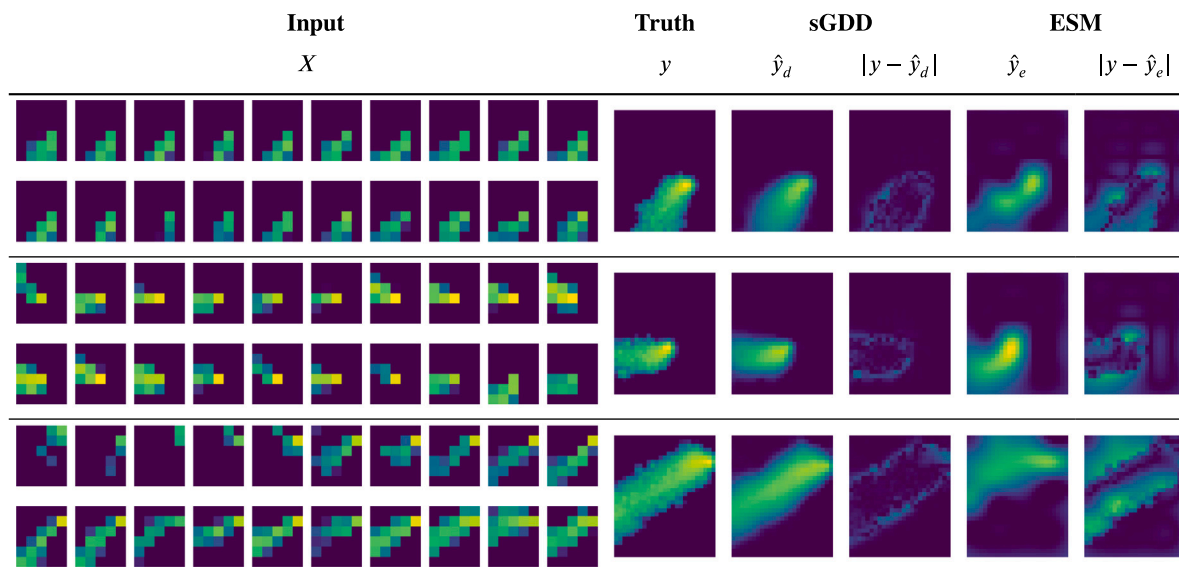 Input Truth sGDD ESM
X y ŷ_d |y − ŷ_d| ŷ_e |y − ŷ_e|